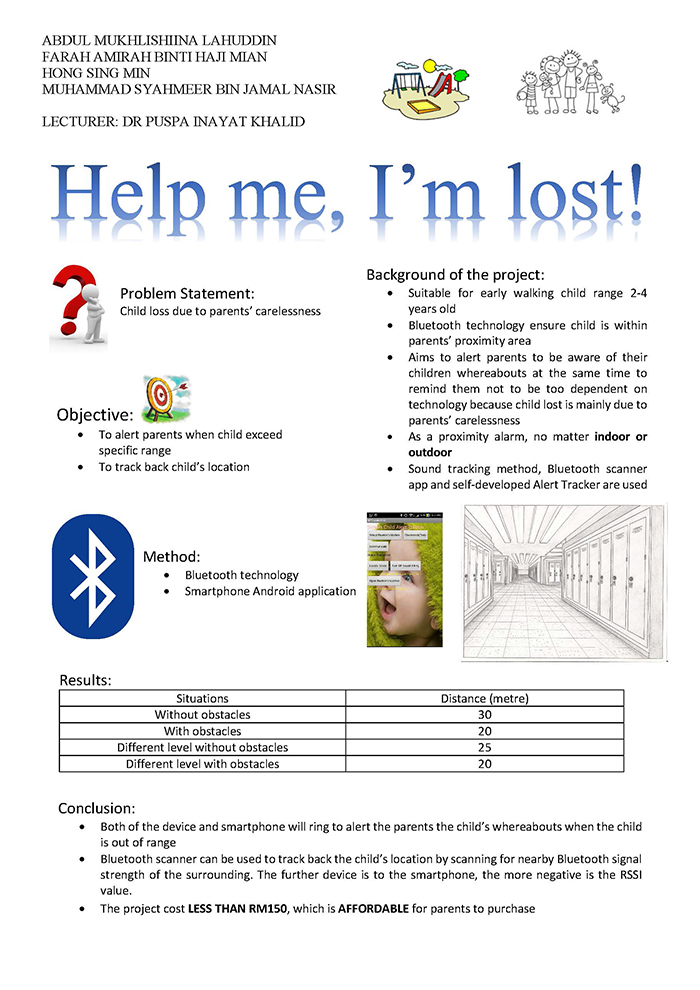 ABDUL MUKHLISHIINA LAHUDDIN
FARAH AMIRAH BINTI HAJI MIAN
HONG SING MIN
MUHAMMAD SYAHMEER BIN JAMAL NASIR
LECTURER: DR PUSPA INAYAT KHALID
Help me, I'm lost!
Problem Statement:
Child loss due to parents' carelessness
Objective:
• To alert parents when child exceed
specific range
• To track back child's location
Background of the project:
• Suitable for early walking child range 2-4
years old
• Bluetooth technology ensure child is within
parents' proximity area
• Aims to alert parents to be aware of their
children whereabouts at the same time to
remind them not to be too dependent on
technology because child lost is mainly due to
parents' carelessness
• As a proximity alarm, no matter indoor or
outdoor
• Sound tracking method, Bluetooth scanner
app and self-developed Alert Tracker are used
Method:
• Bluetooth technology
• Smartphone Android application
Results:
Situations Distance (metre)
Without obstacles 30
With obstacles 20
Different level without obstacles 25
Different level with obstacles 20
Conclusion:
• Both of the device and smartphone will ring to alert the parents the child's whereabouts when the child
is out of range
• Bluetooth scanner can be used to track back the child's location by scanning for nearby Bluetooth signal
strength of the surrounding. The further device is to the smartphone, the more negative is the RSSI
value.
• The project cost LESS THAN RM150, which is AFFORDABLE for parents to purchase